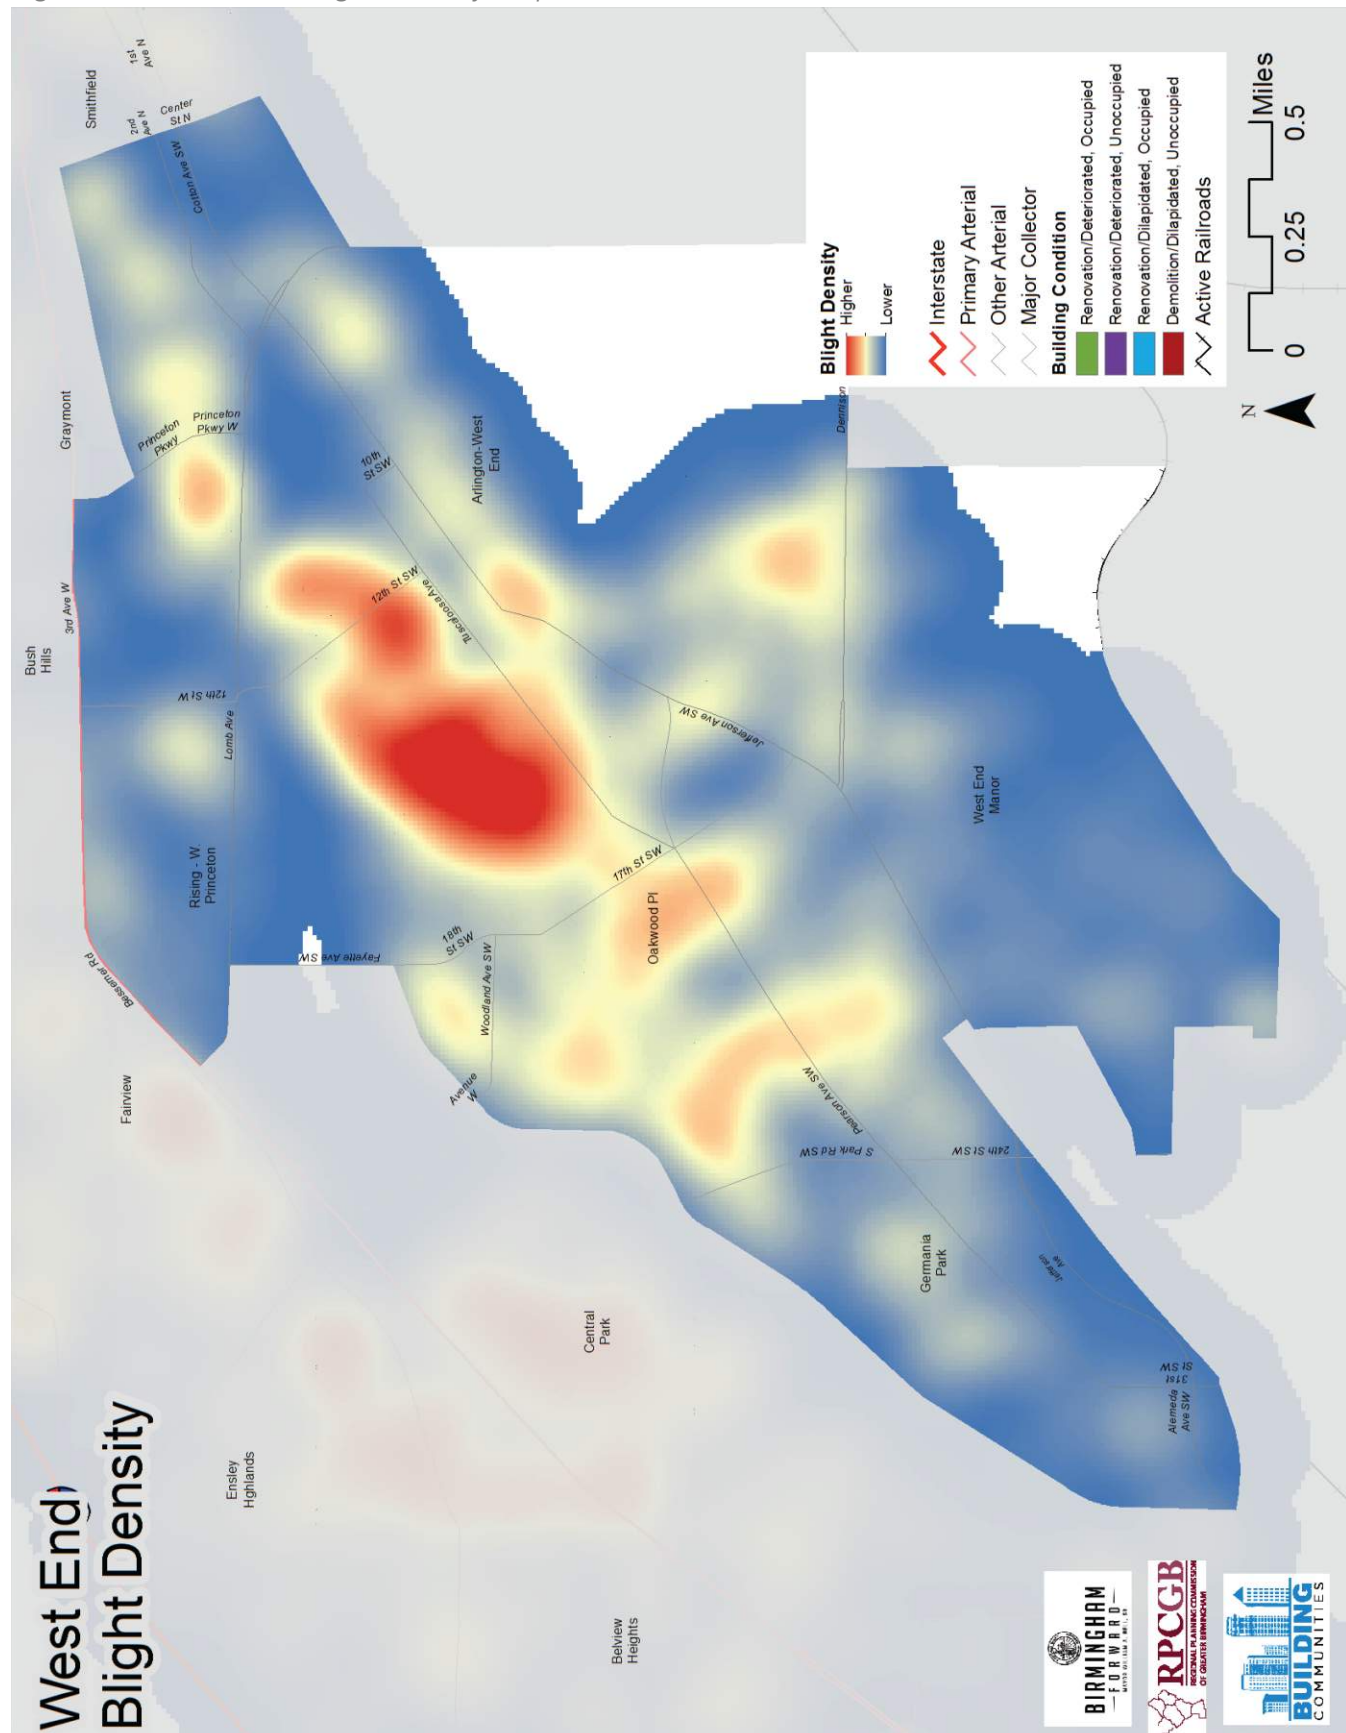 West End
Blight Density
Smithfield
1st
Ave N
2nd
Ave N
Center
St N
Cotton Ave SW
Graymont
Princeton
Pkwy
Princeton
Pkwy W
3rd Ave W
Bush
Hills
12th St W
Lomb Ave
Rising - W.
Princeton
Bessemer Rd
Fayette Ave SW
Fairview
10th
St SW
Arlington-West
End
12th St SW
Tuscaloosa Ave
Jefferson Ave SW
17th St SW
18th
St SW
Woodland Ave SW
Avenue
W
Oakwood Pl
Dennison
West End
Manor
Pearson Ave SW
S Park Rd SW
24th St SW
Germania
Park
Jefferson
Ave
31st
St SW
Alemeda
Ave SW
Central
Park
Ensley
Hghlands
Belview
Heights
Blight Density
Higher
Lower
Interstate
Primary Arterial
Other Arterial
Major Collector
Building Condition
Renovation/Deteriorated, Occupied
Renovation/Deteriorated, Unoccupied
Renovation/Dilapidated, Occupied
Demolition/Dilapidated, Unoccupied
Active Railroads
N
0 0.25 0.5
Miles
BIRMINGHAM
FORWARD
RPCGB
REGIONAL PLANNING COMMISSION
OF GREATER BIRMINGHAM
BUILDING
COMMUNITIES